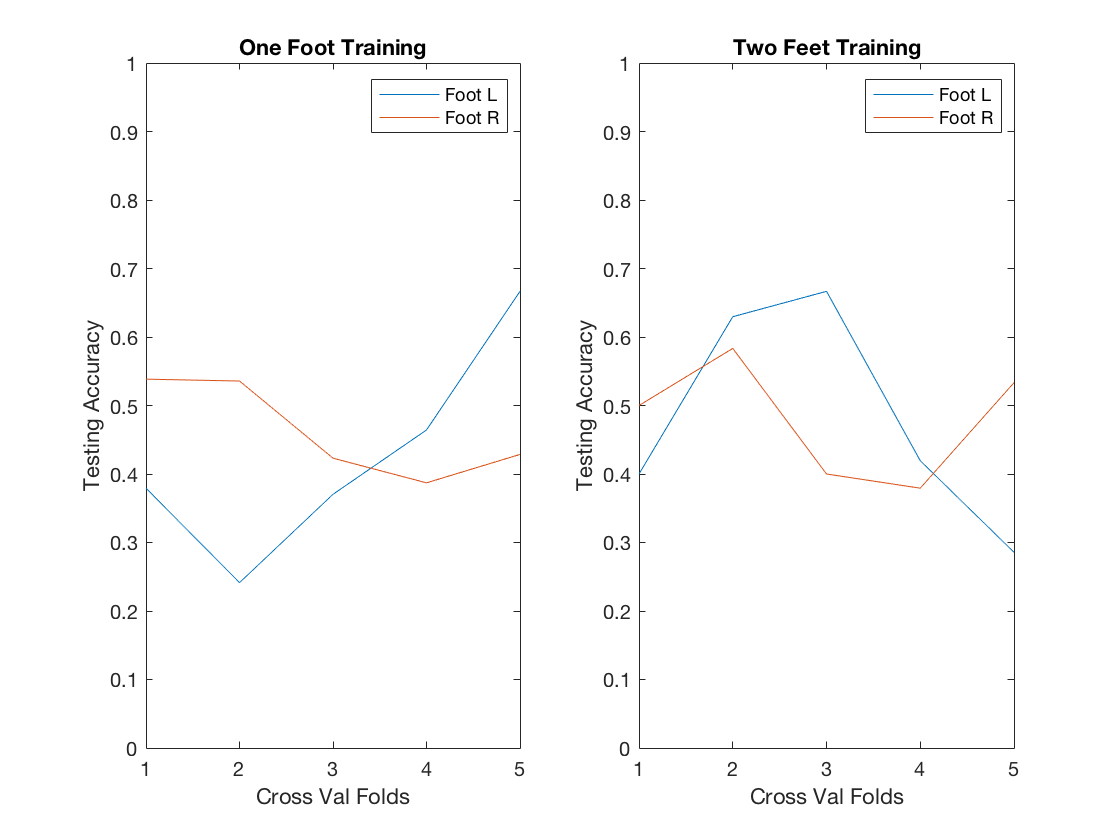 One Foot Training
Foot L
Foot R
1
0.9
0.8
0.7
0.6
0.5
0.4
0.3
0.2
0.1
0
Testing Accuracy
1 2 3 4 5
Cross Val Folds
Two Feet Training
Foot L
Foot R
1
0.9
0.8
0.7
0.6
0.5
0.4
0.3
0.2
0.1
0
Testing Accuracy
1 2 3 4 5
Cross Val Folds